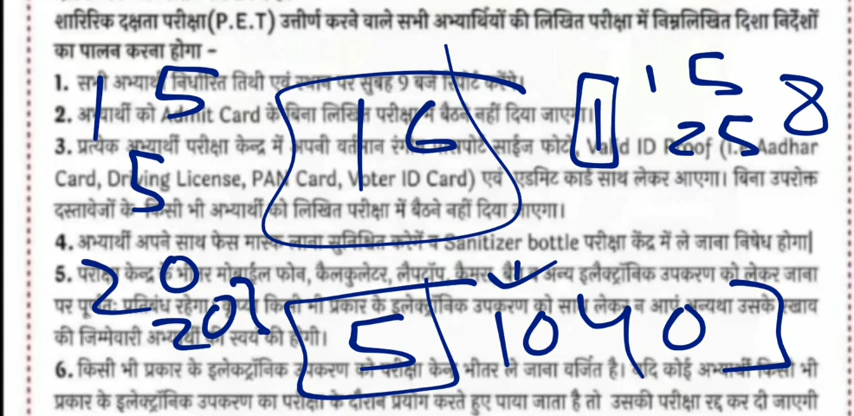 शारीरिक दक्षता परीक्षा(P.E.T) उत्तीर्ण करने वाले सभी अभ्यार्थियों की लिखित परीक्षा में निम्नलिखित दिशा निर्देशों
का पालन करना होगा -
1. सभी अभ्यार्थी निर्धारित तिथी एवं स्थान पर सुबह 9 बजे रिपोर्ट करेंगे।
2. अभ्यार्थी को Admit Card के बिना लिखित परीक्षा में बैठने नहीं दिया जाएगा।
3. प्रत्येक अभ्यार्थी परीक्षा केन्द्र में अपनी वर्तमान साईज फोटो, Valid ID Proof Aadhar
Card, Driving License, PAN Card, Voter ID Card) एवं एडमिट कार्ड साथ लेकर आएगा। बिना उपरोक्त
दस्तावेजों के किसी भी अभ्यार्थी को लिखित परीक्षा में बैठने नहीं दिया जाएगा।
4. अभ्यार्थी अपने साथ फेस मास्क लाना सुनिश्चित करेगें व Sanitizer bottle परीक्षा केंद्र में ले जाना निषेध होगा|
5. परीक्षा केन्द्र के भीतर मोबाईल फोन, कैलकुलेटर, लैपटॉप, कैमरा, अन्य इलैक्ट्रॉनिक उपकरण को लेकर जाना
पर रहेगा। किसी भी प्रकार के इलेक्ट्रॉनिक उपकरण को साथ लेकर न आएं अन्यथा उसके
की जिम्मेवारी अभ्यार्थी की स्वयं की होगी।
6. किसी भी प्रकार के इलेकट्रॉनिक उपकरण को परीक्षा केन्द्र भीतर ले जाना वर्जित है। यदि कोई अभ्यार्थी किसी भी
प्रकार के इलेक्ट्रॉनिक उपकरण का परीक्षा के दौरान प्रयोग करते हुए पाया जाता है तो उसकी परीक्षा रद्द कर दी जाएगी
15
5
16
1
15
25
8
20
20%
5
10
40